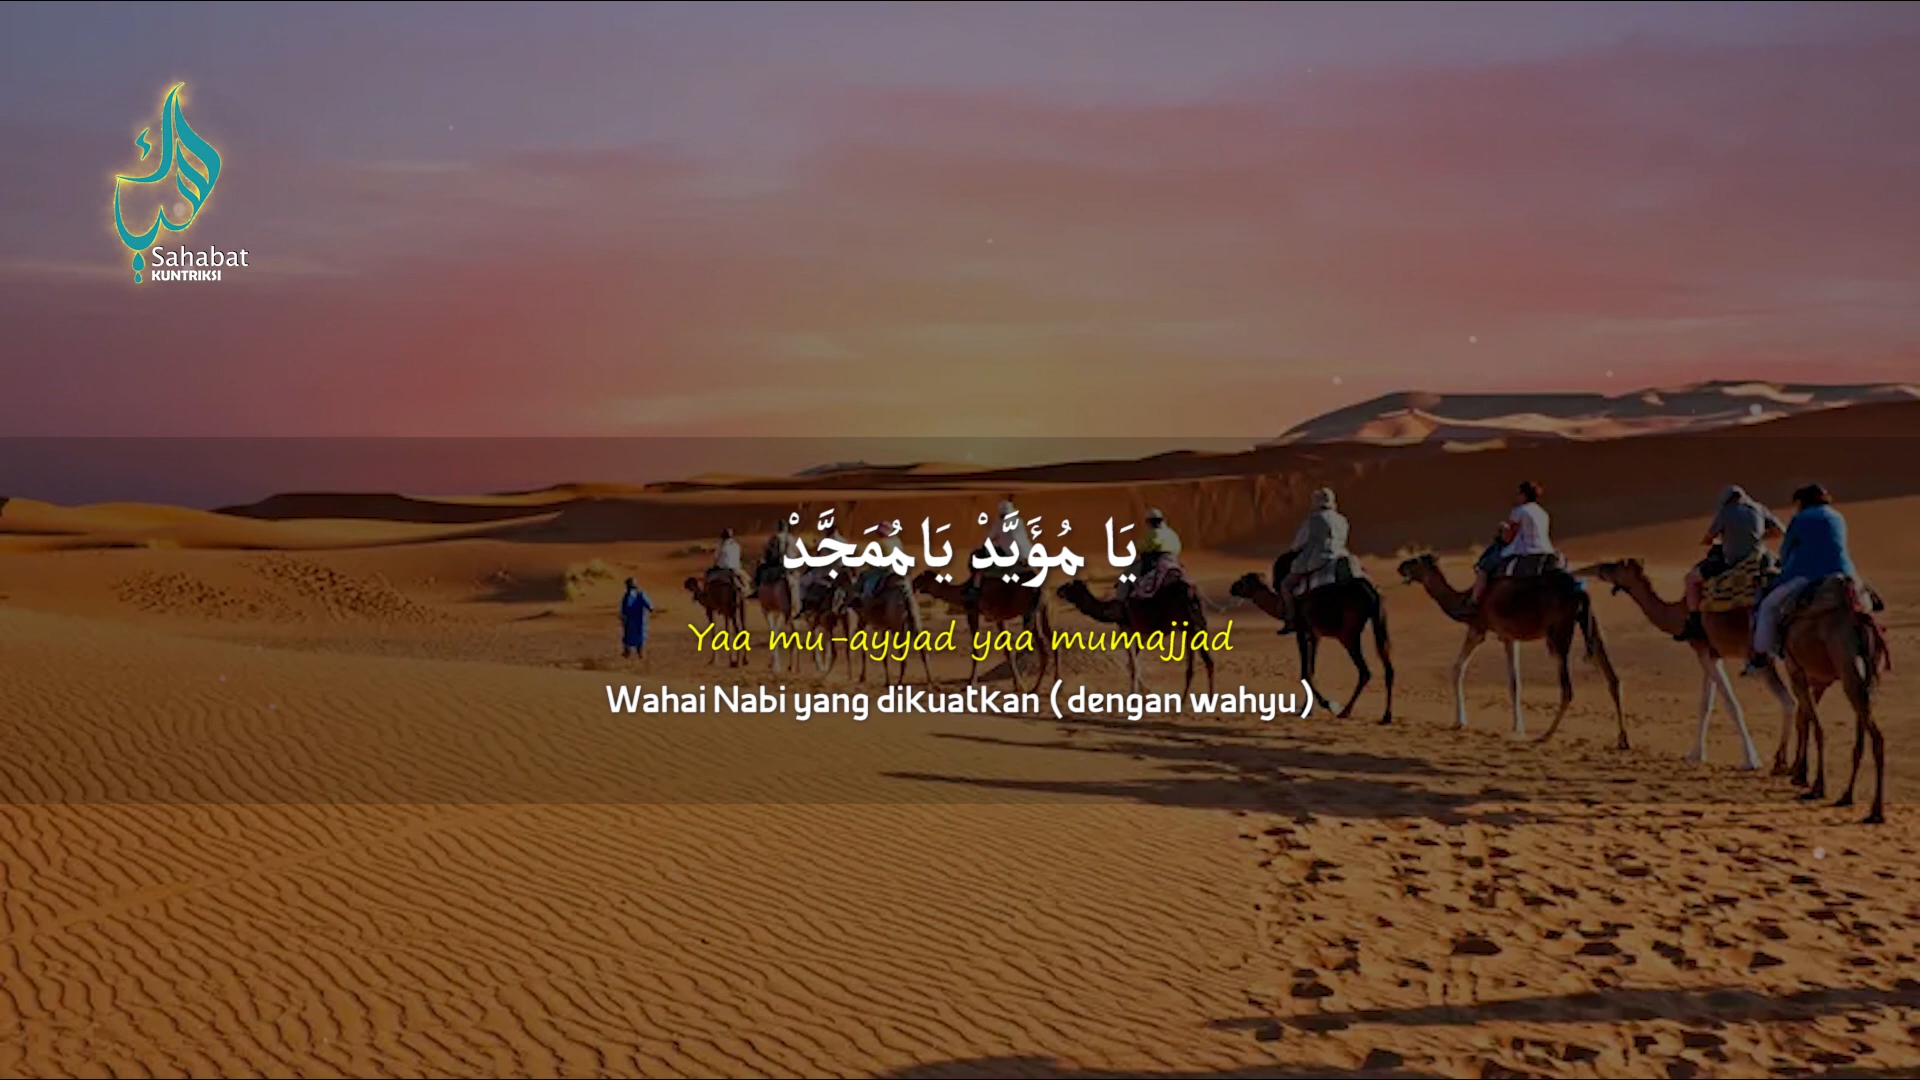 Sahabat
KUNTRIKSI
يَا مُؤَيَّدْ يَامُمَجَّدْ
Yaa mu-ayyad yaa mumajjad
Wahai Nabi yang dikuatkan (dengan wahyu)